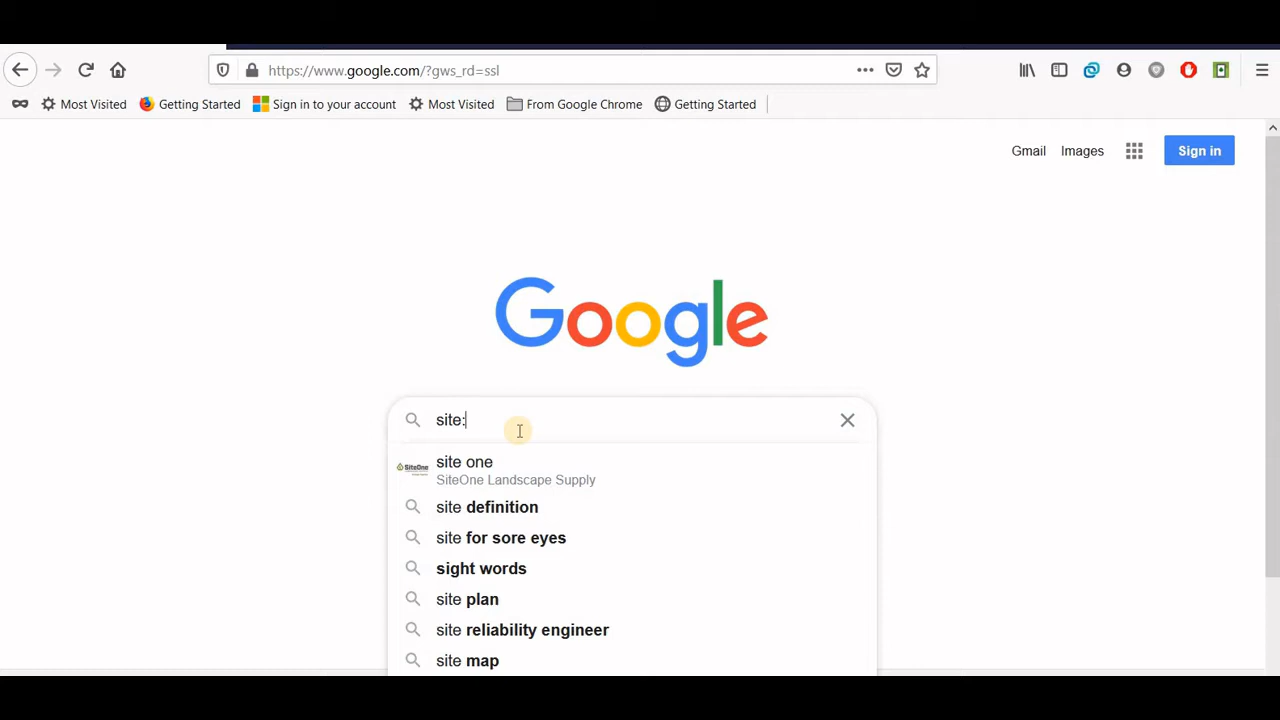 https://www.google.com/?gws_rd=ssl
Most Visited Getting Started Sign in to your account Most Visited From Google Chrome Getting Started
Gmail Images Sign in
Google
site:
site one
SiteOne
SiteOne Landscape Supply
site definition
site for sore eyes
sight words
site plan
site reliability engineer
site map